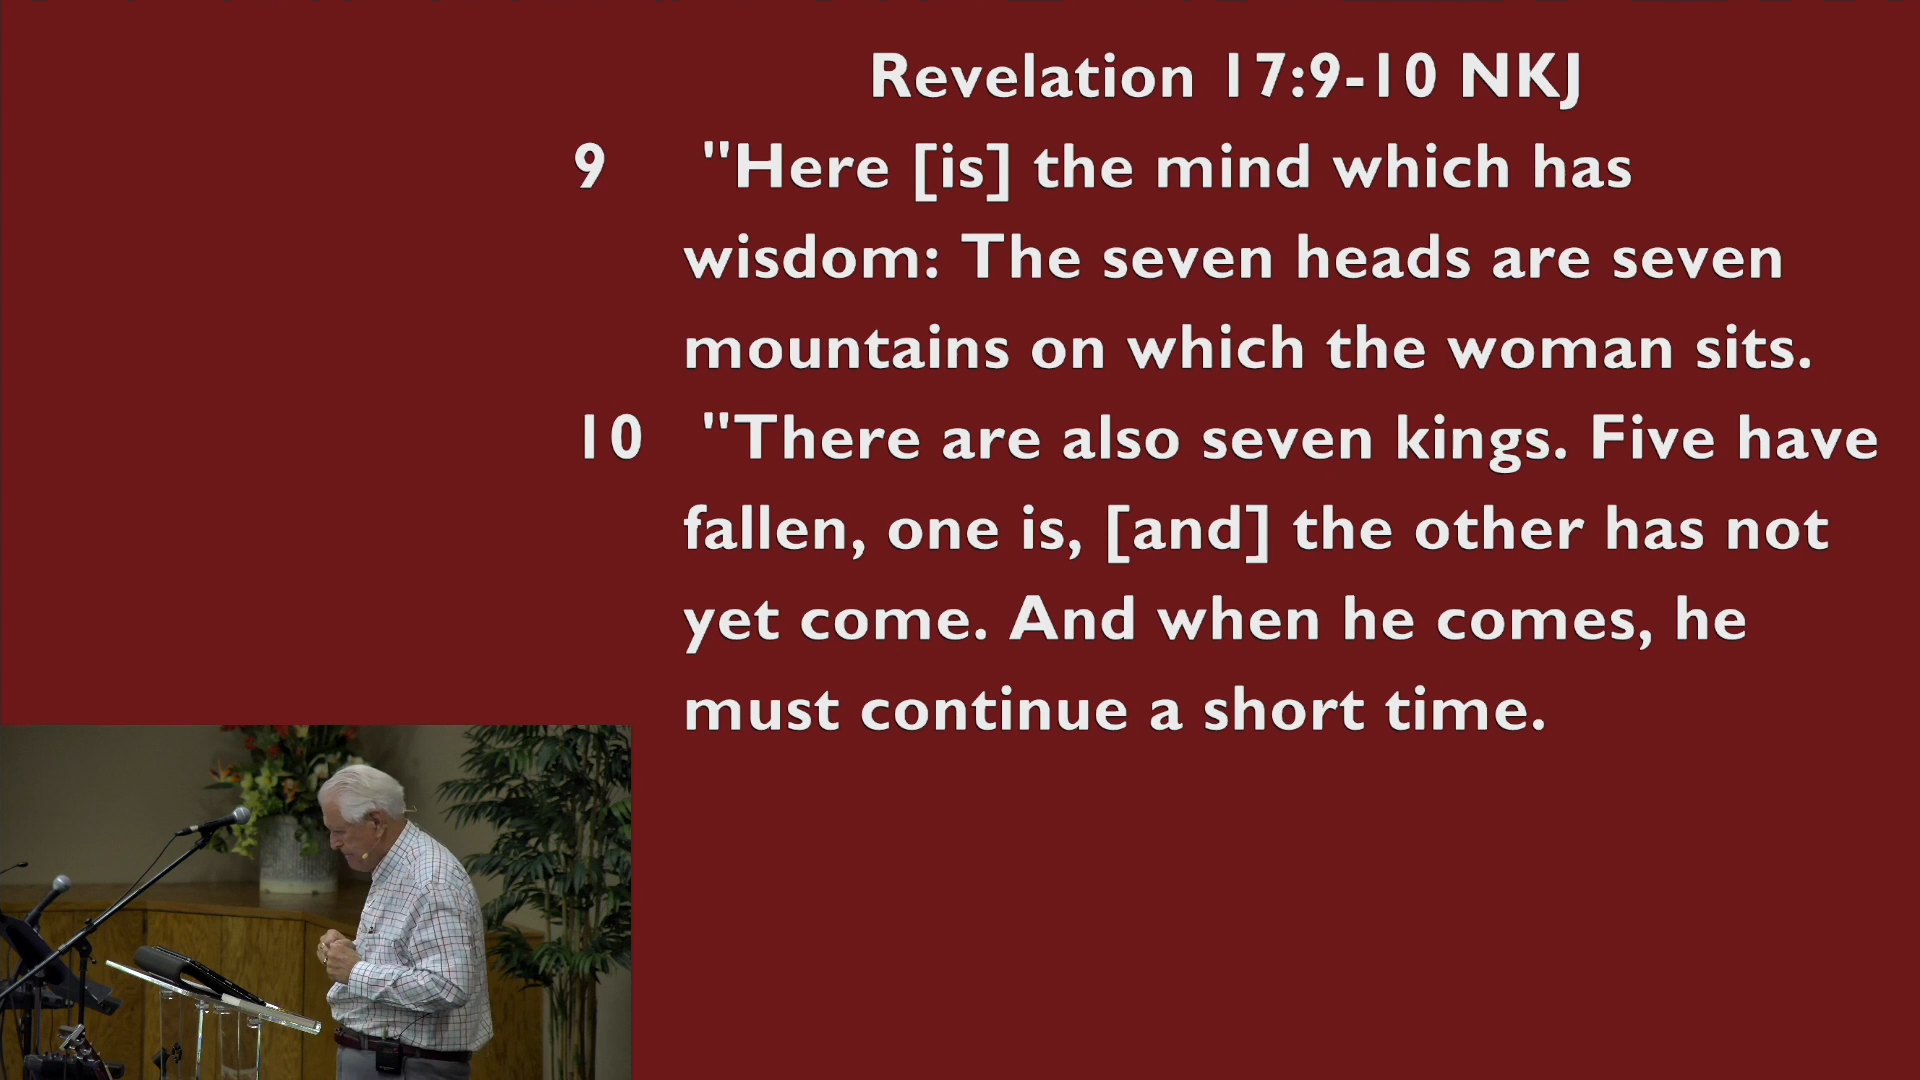 Revelation 17:9-10 NKJ
9 "Here [is] the mind which has
wisdom: The seven heads are seven
mountains on which the woman sits.
10 "There are also seven kings. Five have
fallen, one is, [and] the other has not
yet come. And when he comes, he
must continue a short time.